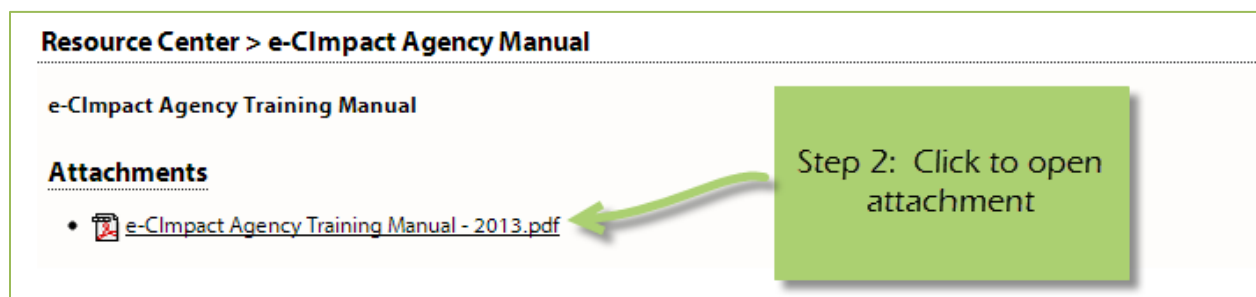 Resource Center > e-CImpact Agency Manual
e-CImpact Agency Training Manual
Attachments
e-CImpact Agency Training Manual - 2013.pdf
Step 2: Click to open
attachment